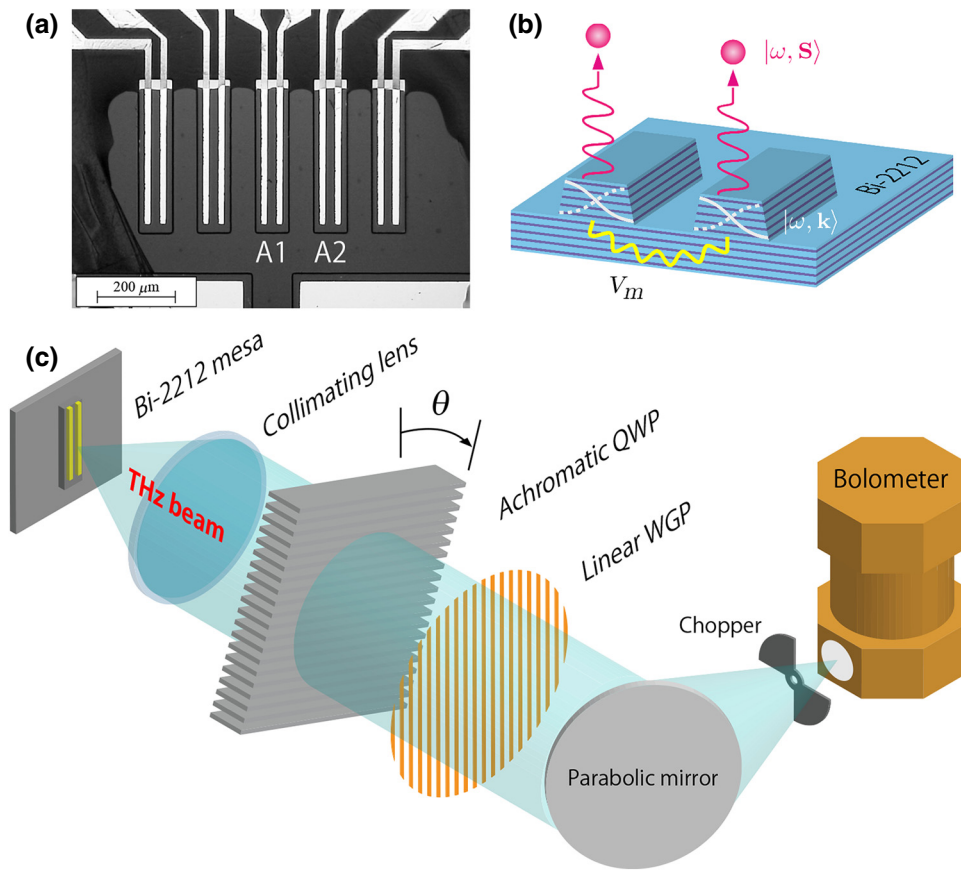 (a)
A1 A2
200 μm
(b)
|ω, S⟩
Bi-2212
|ω, k⟩
Vm
(c)
Bi-2212 mesa
Collimating lens
θ
Achromatic QWP
THz beam
Linear WGP
Bolometer
Chopper
Parabolic mirror